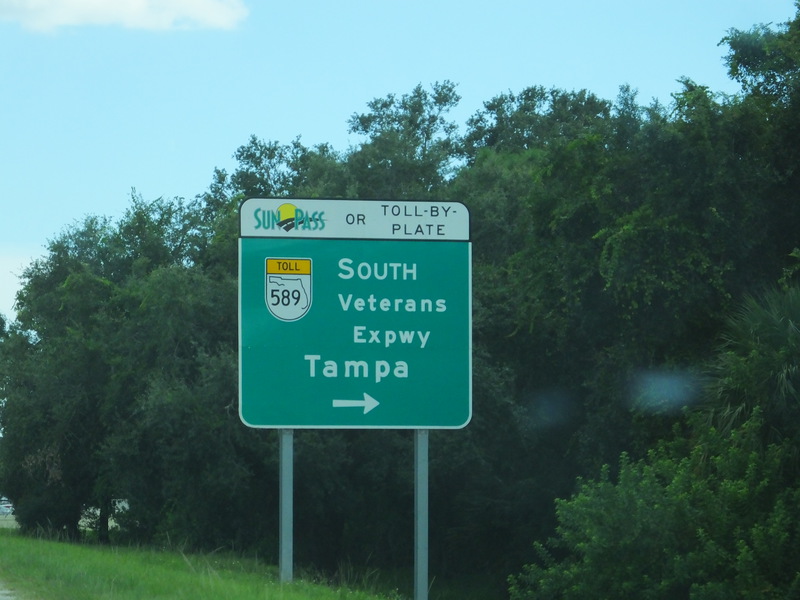 SUNPASS OR TOLL-BY-
PLATE
TOLL
589
SOUTH
Veterans
Expwy
Tampa